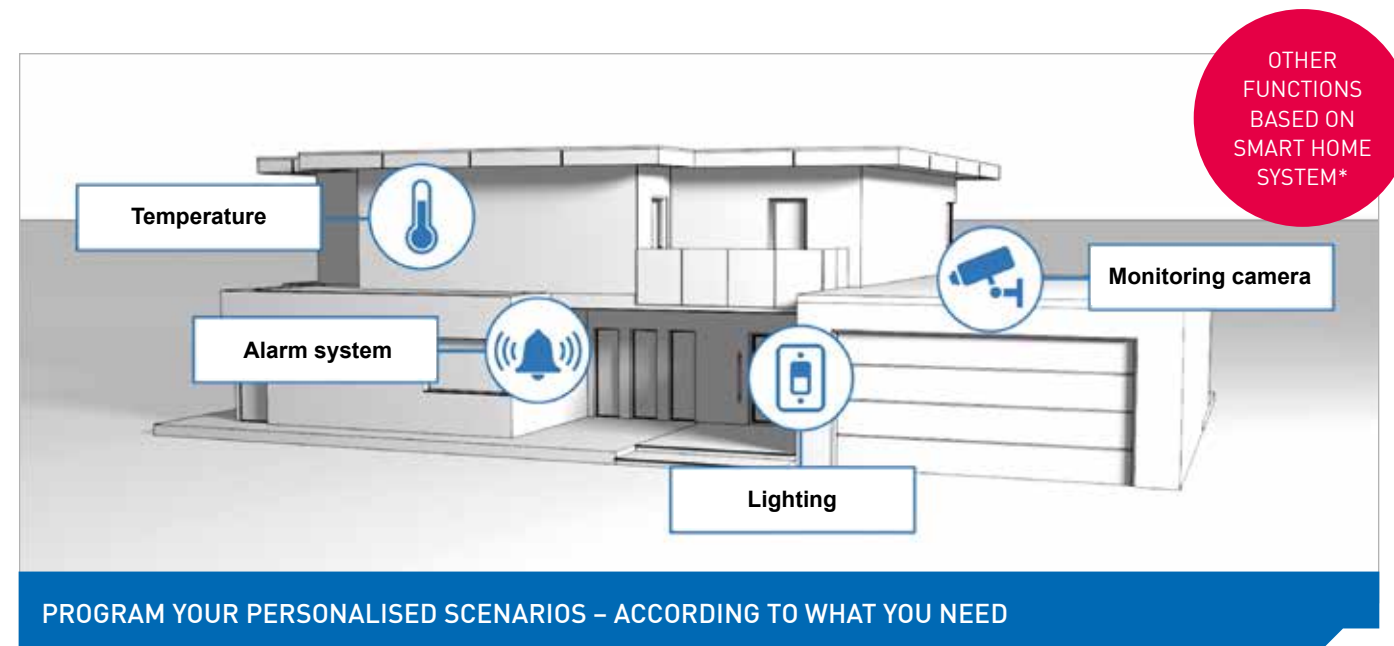 OTHER
FUNCTIONS
BASED ON
SMART HOME
SYSTEM*
Temperature
Monitoring camera
Alarm system
Lighting
PROGRAM YOUR PERSONALISED SCENARIOS – ACCORDING TO WHAT YOU NEED